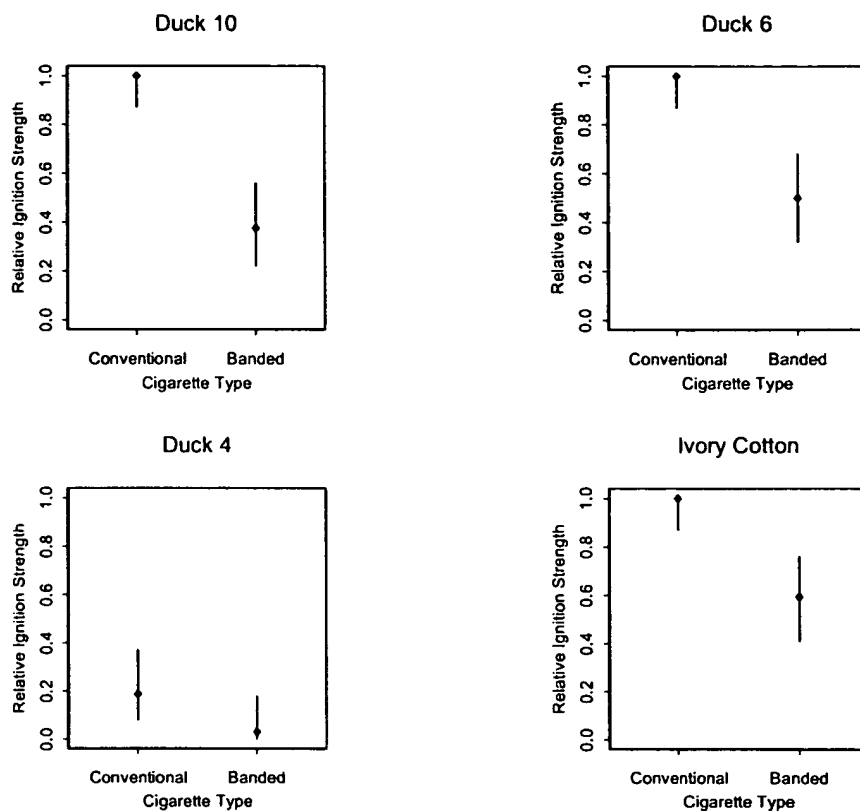 Duck 10
Relative Ignition Strength
1.0
0.8
0.6
0.4
0.2
0.0
Conventional Banded
Cigarette Type
Duck 6
Relative Ignition Strength
1.0
0.8
0.6
0.4
0.2
0.0
Conventional Banded
Cigarette Type
Duck 4
Relative Ignition Strength
1.0
0.8
0.6
0.4
0.2
0.0
Conventional Banded
Cigarette Type
Ivory Cotton
Relative Ignition Strength
1.0
0.8
0.6
0.4
0.2
0.0
Conventional Banded
Cigarette Type